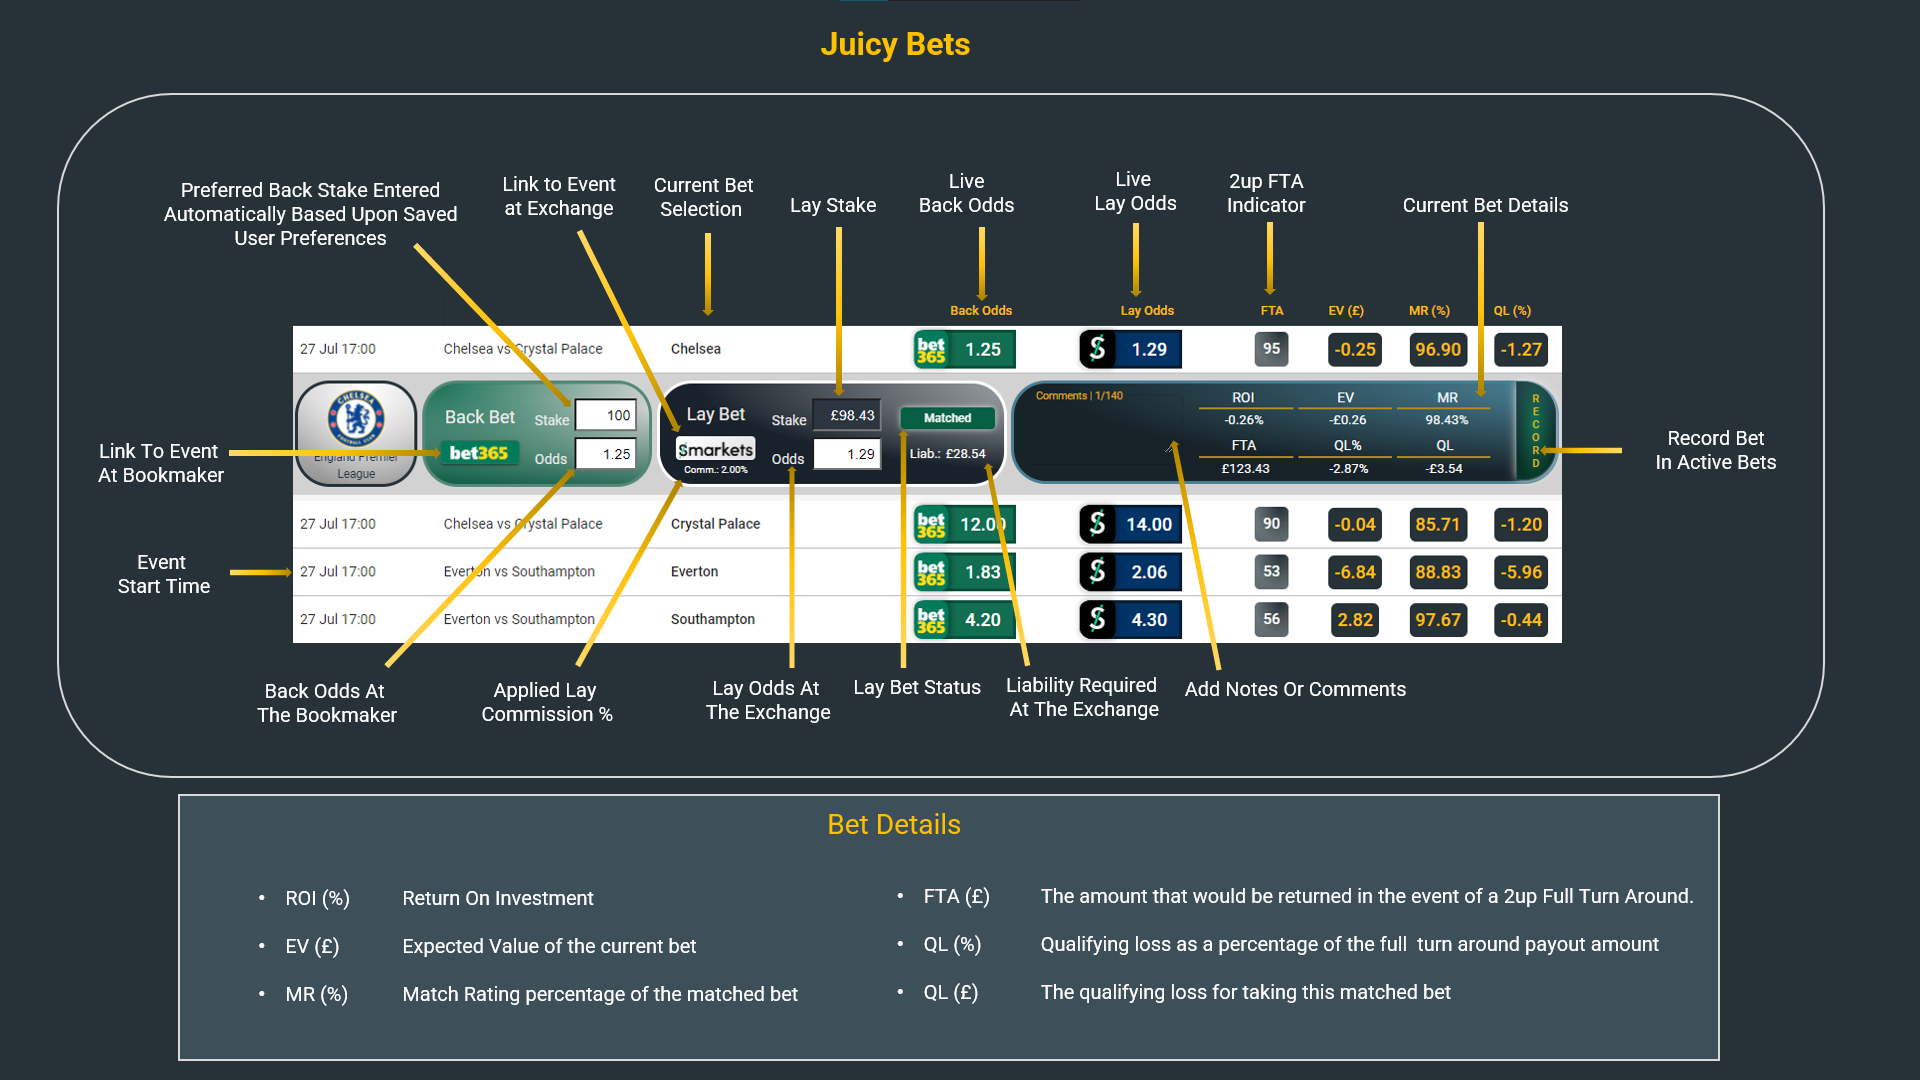 Juicy Bets
Preferred Back Stake Entered
Automatically Based Upon Saved
User Preferences
Link to Event
at Exchange
Current Bet
Selection
Lay Stake
Live
Back Odds
Live
Lay Odds
2up FTA
Indicator
Current Bet Details
Back Odds Lay Odds FTA EV (£) MR (%) QL (%)
27 Jul 17:00 Chelsea vs Crystal Palace Chelsea bet365 1.25 1.29 95 -0.25 96.90 -1.27
CHELSEA
FOOTBALL CLUB
England Premier
League
Back Bet Stake 100
bet365 Odds 1.25
Lay Bet Stake £98.43 Matched
Smarkets Odds 1.29 Liab.: £28.54
Comm.: 2.00%
Comments | 1/140
ROI EV MR
-0.26% -£0.26 98.43%
FTA QL% QL
£123.43 -2.87% -£3.54
RECORD
Link To Event
At Bookmaker
Record Bet
In Active Bets
27 Jul 17:00 Chelsea vs Crystal Palace Crystal Palace bet365 12.00 14.00 90 -0.04 85.71 -1.20
Event
Start Time
27 Jul 17:00 Everton vs Southampton Everton bet365 1.83 2.06 53 -6.84 88.83 -5.96
27 Jul 17:00 Everton vs Southampton Southampton bet365 4.20 4.30 56 2.82 97.67 -0.44
Back Odds At
The Bookmaker
Applied Lay
Commission %
Lay Odds At
The Exchange
Lay Bet Status
Liability Required
At The Exchange
Add Notes Or Comments
Bet Details
• ROI (%) Return On Investment
• EV (£) Expected Value of the current bet
• MR (%) Match Rating percentage of the matched bet
• FTA (£) The amount that would be returned in the event of a 2up Full Turn Around.
• QL (%) Qualifying loss as a percentage of the full turn around payout amount
• QL (£) The qualifying loss for taking this matched bet